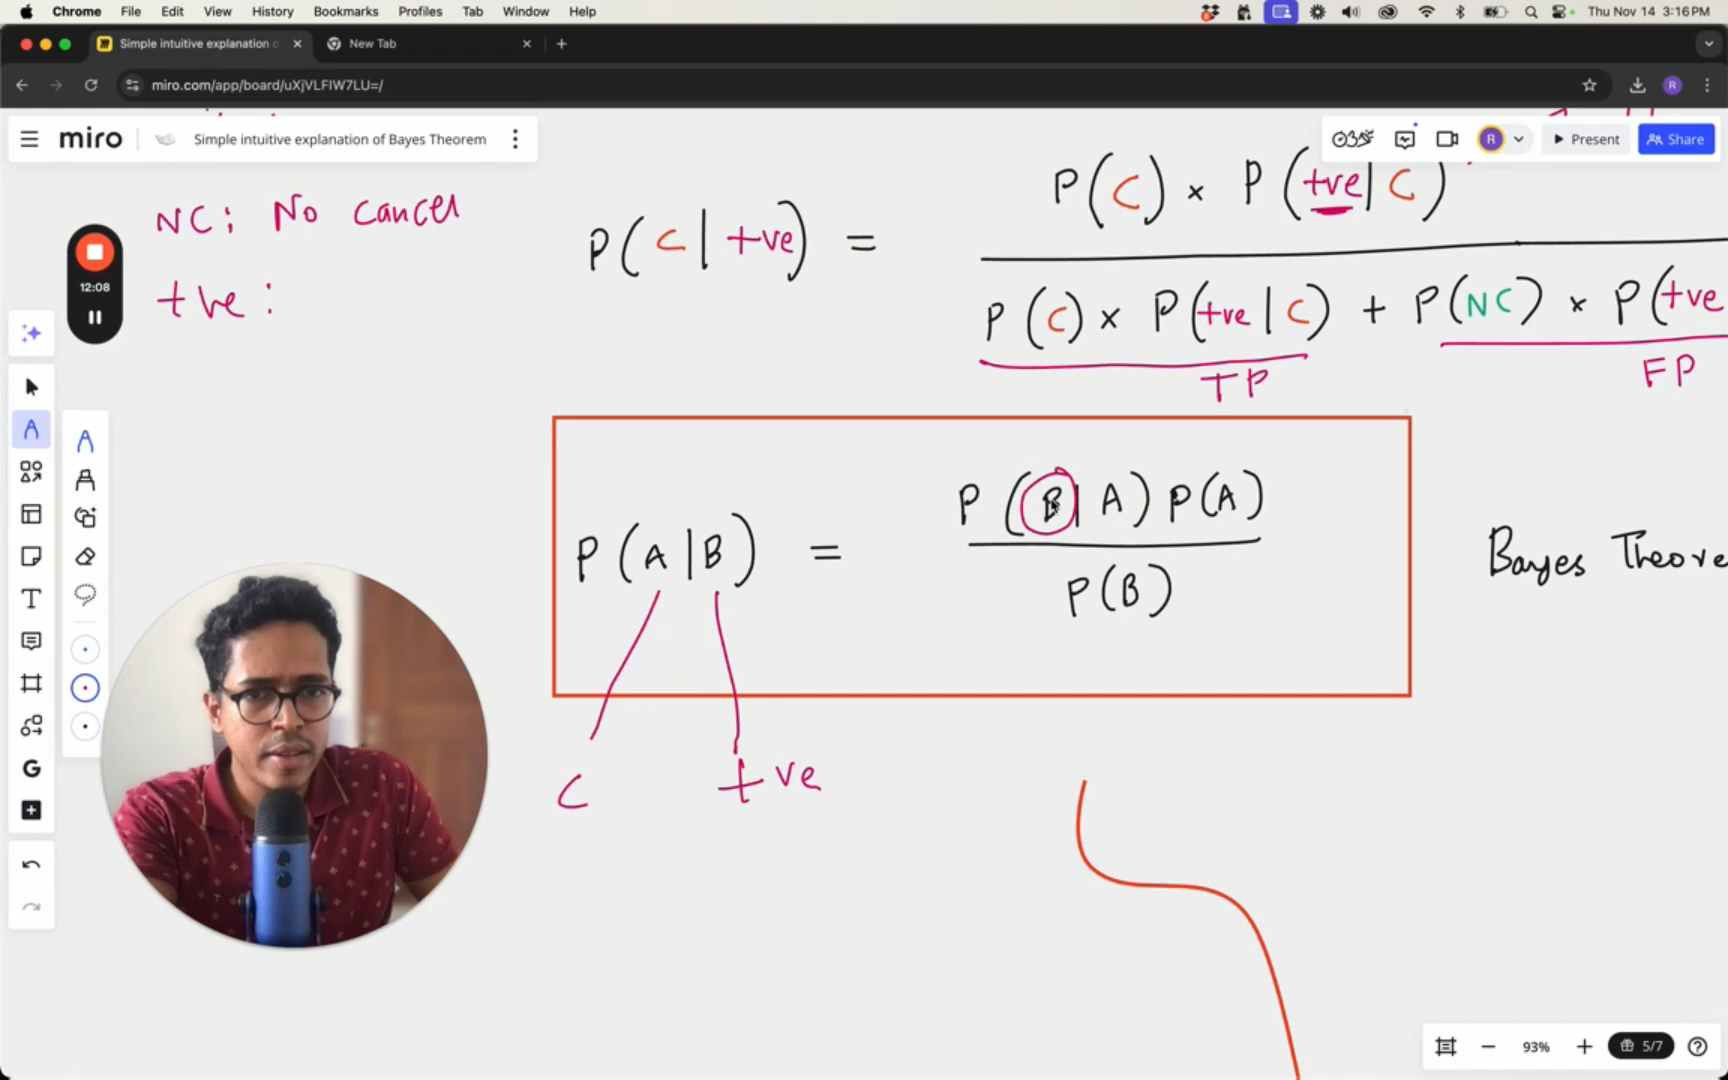 Chrome File Edit View History Bookmarks Profiles Tab Window Help Thu Nov 14 3:16 PM
Simple intuitive explanation o New Tab
miro.com/app/board/uXjVLFIW7LU=/ R
miro Simple intuitive explanation of Bayes Theorem R Present Share
NC: No cancer
+ve:
P(C|+ve) =
P(C) × P(+ve|C)
P(C) × P(+ve|C) + P(NC) × P(+ve
TP FP
12:08
P(A|B) =
P(B|A)P(A)
P(B)
Bayes Theore
C +ve
93% 5/7